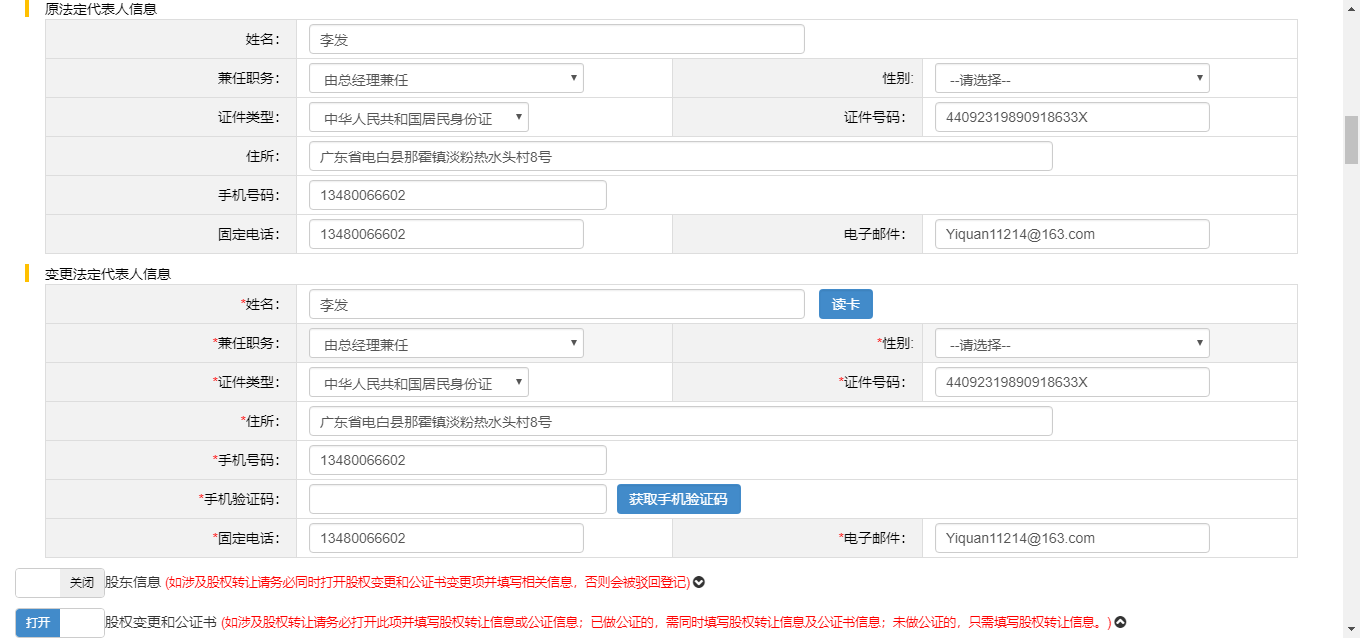 原法定代表人信息
姓名： 李发
兼任职务： 由总经理兼任 性别: --请选择--
证件类型： 中华人民共和国居民身份证 证件号码： 44092319890918633X
住所： 广东省电白县那霍镇淡粉热水头村8号
手机号码： 13480066602
固定电话： 13480066602 电子邮件： Yiquan11214@163.com
变更法定代表人信息
*姓名： 李发 读卡
*兼任职务： 由总经理兼任 *性别: --请选择--
*证件类型： 中华人民共和国居民身份证 *证件号码： 44092319890918633X
*住所： 广东省电白县那霍镇淡粉热水头村8号
*手机号码： 13480066602
*手机验证码： 获取手机验证码
*固定电话： 13480066602 *电子邮件： Yiquan11214@163.com
关闭 股东信息 (如涉及股权转让请务必同时打开股权变更和公证书变更项并填写相关信息，否则会被驳回登记)
打开 股权变更和公证书 (如涉及股权转让请务必打开此项并填写股权转让信息或公证信息；已做公证的，需同时填写股权转让信息及公证书信息；未做公证的，只需填写股权转让信息。)